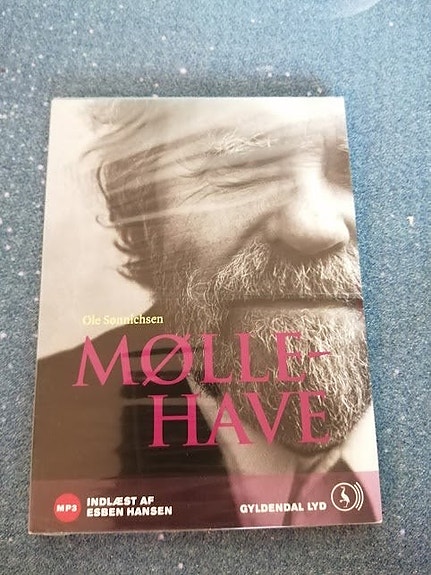 Ole Sønnichsen
MØLLE-
HAVE
MP3
INDLÆST AF
ESBEN HANSEN
GYLDENDAL LYD